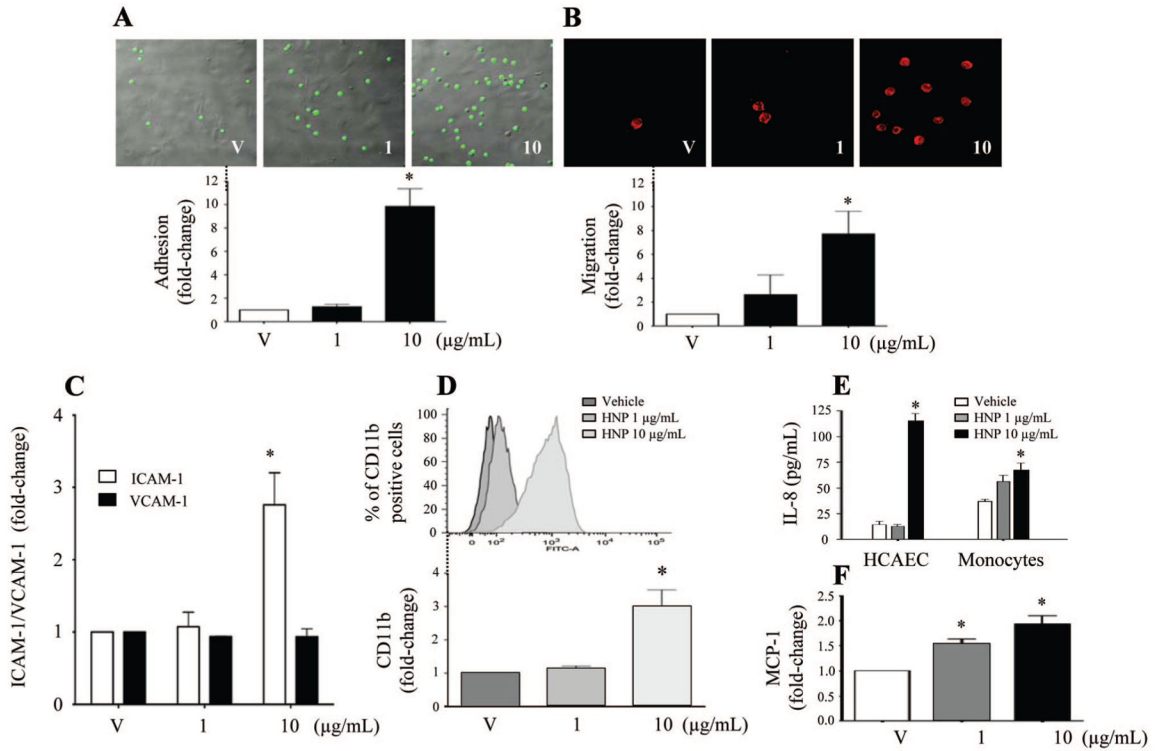 A
V
1
10
Adhesion
(fold-change)
12
10
8
6
4
2
0
*
V 1 10 (µg/mL)
B
V
1
10
Migration
(fold-change)
12
10
8
6
4
2
0
*
V 1 10 (µg/mL)
C
ICAM-1/VCAM-1 (fold-change)
4
3
2
1
0
ICAM-1
VCAM-1
*
V 1 10 (µg/mL)
D
Vehicle
HNP 1 µg/mL
HNP 10 µg/mL
% of CD11b
positive cells
100
80
60
40
20
0
0 10² 10³ 10⁴ 10⁵
FITC-A
CD11b
(fold-change)
4
3
2
1
0
*
V 1 10 (µg/mL)
E
Vehicle
HNP 1 µg/mL
HNP 10 µg/mL
IL-8 (pg/mL)
125
100
75
50
25
0
*
*
HCAEC Monocytes
F
MCP-1
(fold-change)
2.5
2.0
1.5
1.0
0.5
0.0
*
*
V 1 10 (µg/mL)